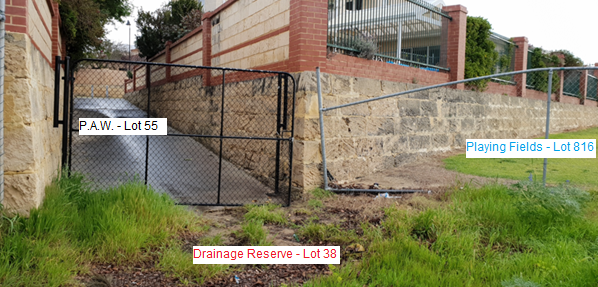 P.A.W. - Lot 55
Playing Fields - Lot 816
Drainage Reserve - Lot 38